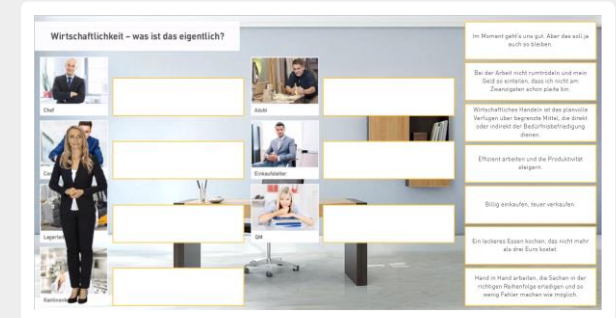 Wirtschaftlichkeit – was ist das eigentlich?
Chef
Azubi
Einkaufsleiter
Lagerlei
GM
Im Moment geht's uns gut. Aber das soll ja
auch so bleiben.
Bei der Arbeit nicht rumtrödeln und mein
Geld so einteilen, dass ich nicht am
Zwanzigsten schon pleite bin.
Wirtschaftliches Handeln ist das planvolle
Verfügen über begrenzte Mittel, die direkt
oder indirekt der Bedürfnisbefriedigung
dienen.
Effizient arbeiten und die Produktivität
steigern.
Billig einkaufen, teuer verkaufen.
Ein leckeres Essen kochen, das nicht mehr
als drei Euro kostet.
Hand in Hand arbeiten, die Sachen in der
richtigen Reihenfolge erledigen und so
wenig Fehler machen wie möglich.